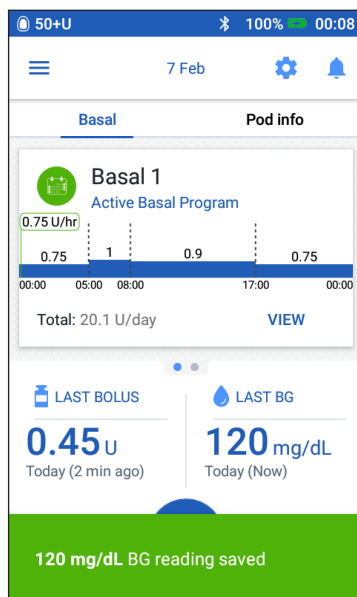 50+U 100% 00:08
7 Feb
Basal Pod info
Basal 1
Active Basal Program
0.75 U/hr
0.75 1 0.9 0.75
00:00 05:00 08:00 17:00 00:00
Total: 20.1 U/day VIEW
LAST BOLUS LAST BG
0.45 U 120 mg/dL
Today (2 min ago) Today (Now)
120 mg/dL BG reading saved